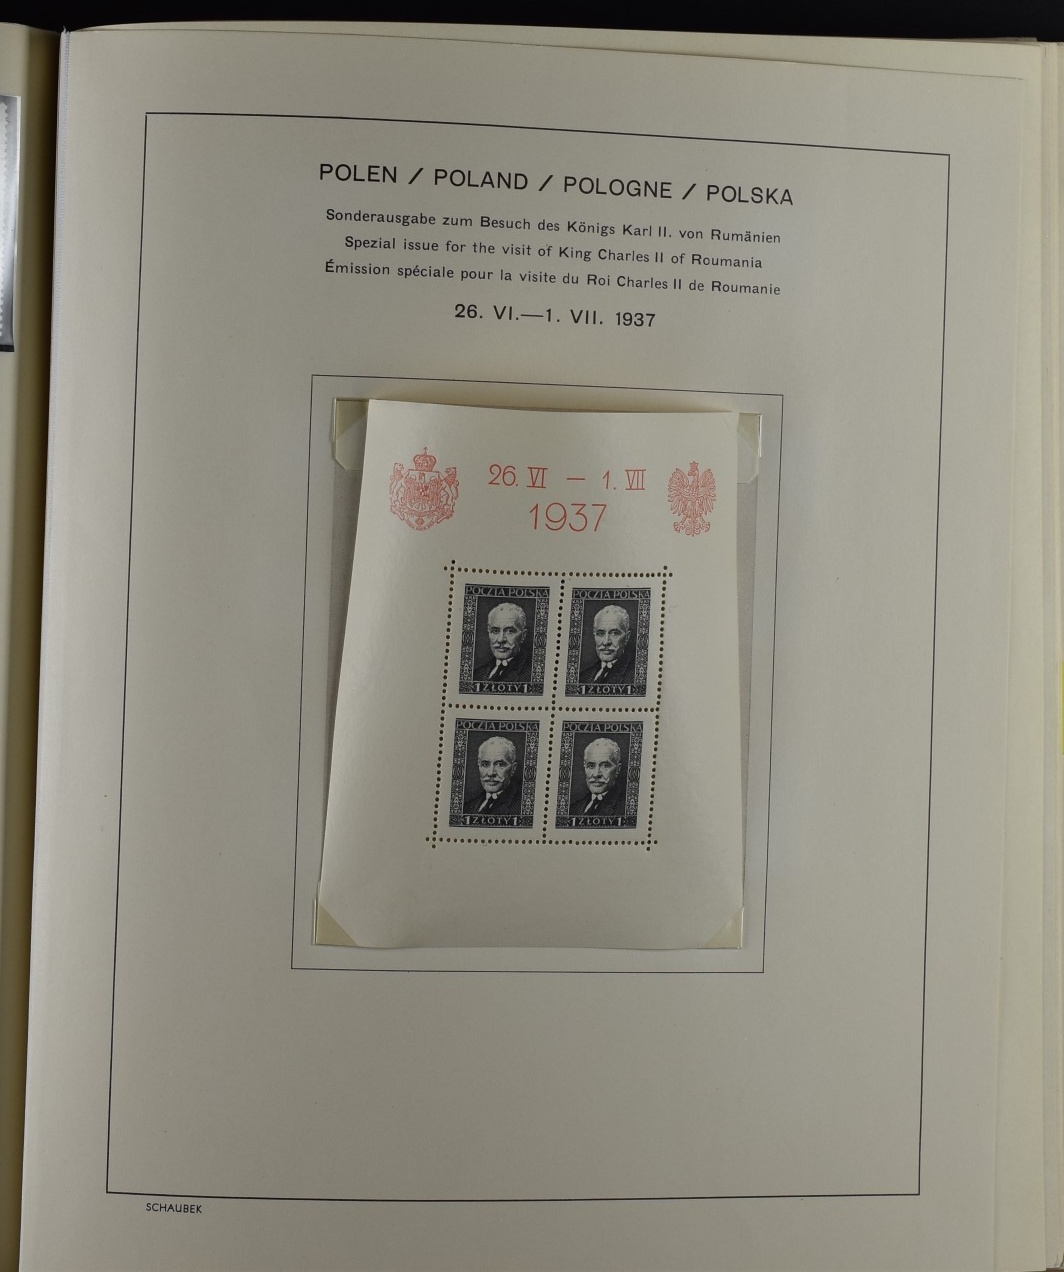 POLEN / POLAND / POLOGNE / POLSKA
Sonderausgabe zum Besuch des Königs Karl II. von Rumänien
Spezial issue for the visit of King Charles II of Roumania
Émission spéciale pour la visite du Roi Charles II de Roumanie
26. VI.—1. VII. 1937
26. VI — 1. VII
1937
POCZTA POLSKA
1 ZŁOTY 1
POCZTA POLSKA
1 ZŁOTY 1
POCZTA POLSKA
1 ZŁOTY 1
POCZTA POLSKA
1 ZŁOTY 1
SCHAUBEK